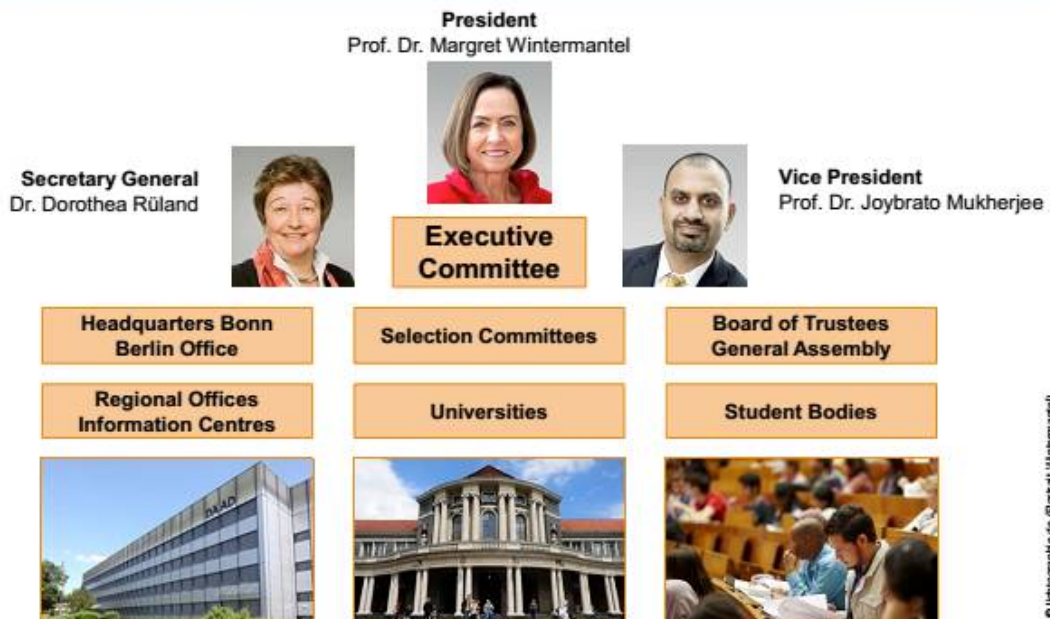 President
Prof. Dr. Margret Wintermantel
Secretary General
Dr. Dorothea Rüland
Vice President
Prof. Dr. Joybrato Mukherjee
Executive
Committee
Headquarters Bonn
Berlin Office
Selection Committees
Board of Trustees
General Assembly
Regional Offices
Information Centres
Universities
Student Bodies
DAAD